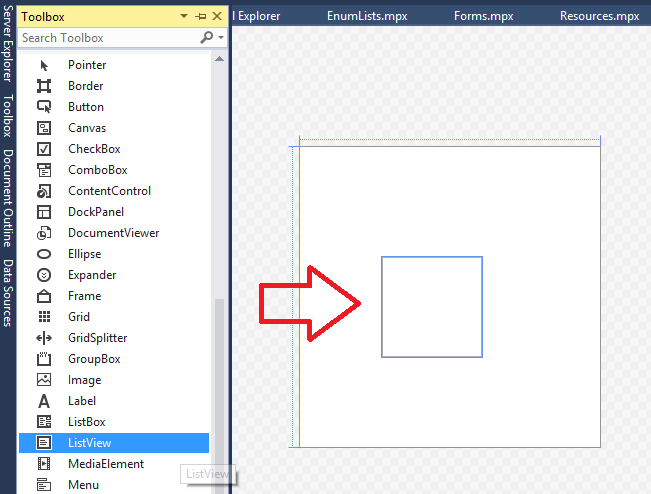 Server Explorer
Toolbox
Document Outline
Data Sources
Toolbox
Search Toolbox
Pointer
Border
Button
Canvas
CheckBox
ComboBox
ContentControl
DockPanel
DocumentViewer
Ellipse
Expander
Frame
Grid
GridSplitter
GroupBox
Image
Label
ListBox
ListView
MediaElement
ListView
Menu
l Explorer EnumLists.mpx Forms.mpx Resources.mpx